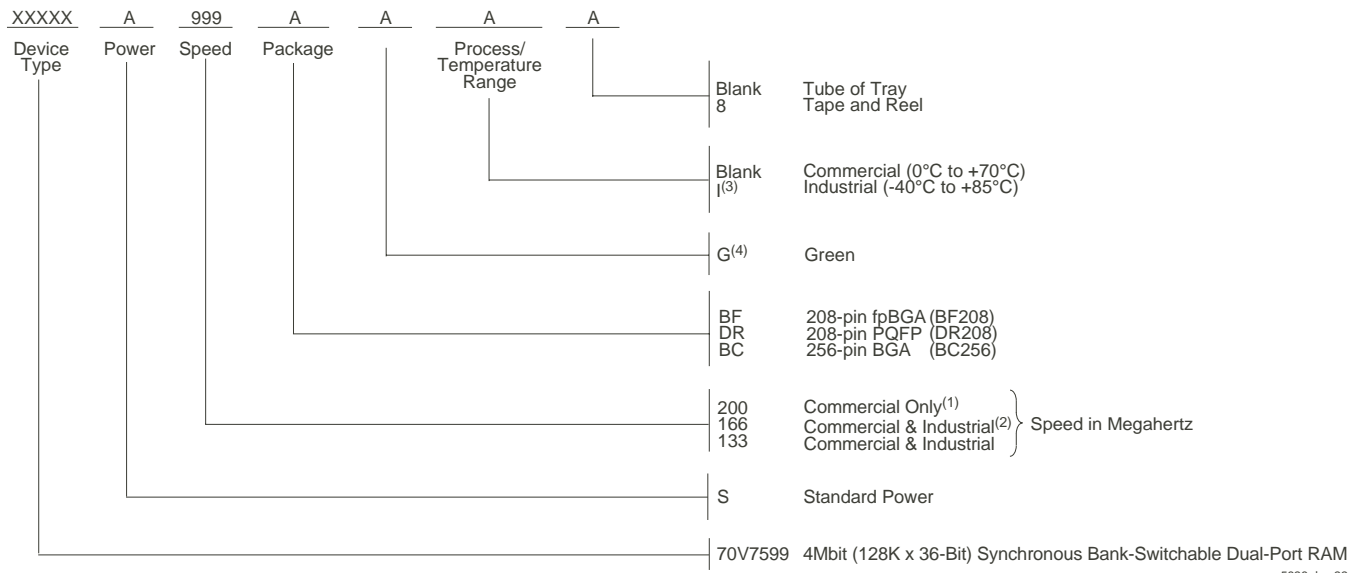 XXXXX A 999 A A A A
Device Type
Power
Speed
Package
Process/
Temperature
Range
Blank Tube of Tray
8 Tape and Reel
Blank Commercial (0°C to +70°C)
I(3) Industrial (-40°C to +85°C)
G(4) Green
BF 208-pin fpBGA (BF208)
DR 208-pin PQFP (DR208)
BC 256-pin BGA (BC256)
200 Commercial Only(1)
166 Commercial & Industrial(2) Speed in Megahertz
133 Commercial & Industrial
S Standard Power
70V7599 4Mbit (128K x 36-Bit) Synchronous Bank-Switchable Dual-Port RAM